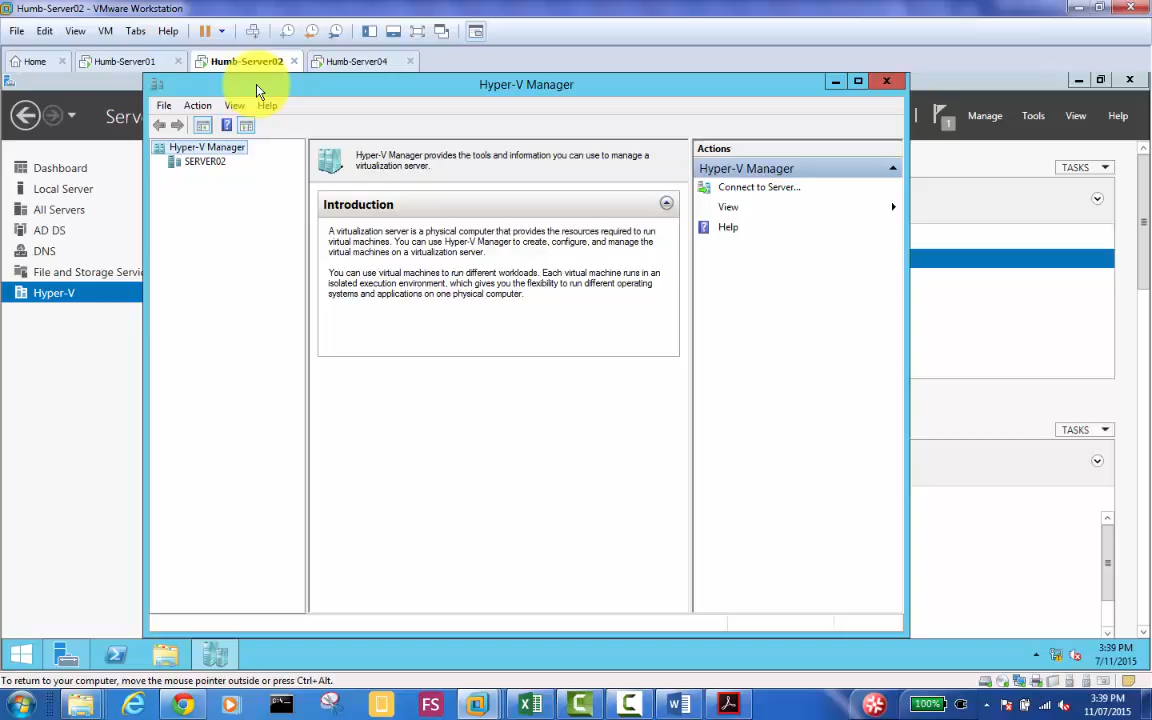 Humb-Server02 - VMware Workstation
File Edit View VM Tabs Help
Home Humb-Server01 Humb-Server02 Humb-Server04
Hyper-V Manager
File Action View Help
Serv
1 Manage Tools View Help
Hyper-V Manager
SERVER02
Hyper-V Manager provides the tools and information you can use to manage a
virtualization server.
Introduction
A virtualization server is a physical computer that provides the resources required to run
virtual machines. You can use Hyper-V Manager to create, configure, and manage the
virtual machines on a virtualization server.
You can use virtual machines to run different workloads. Each virtual machine runs in an
isolated execution environment, which gives you the flexibility to run different operating
systems and applications on one physical computer.
Actions
Hyper-V Manager
Connect to Server...
View
Help
Dashboard
Local Server
All Servers
AD DS
DNS
File and Storage Servi
Hyper-V
TASKS
TASKS
3:39 PM
7/11/2015
To return to your computer, move the mouse pointer outside or press Ctrl+Alt.
FS
100%
3:39 PM
11/07/2015